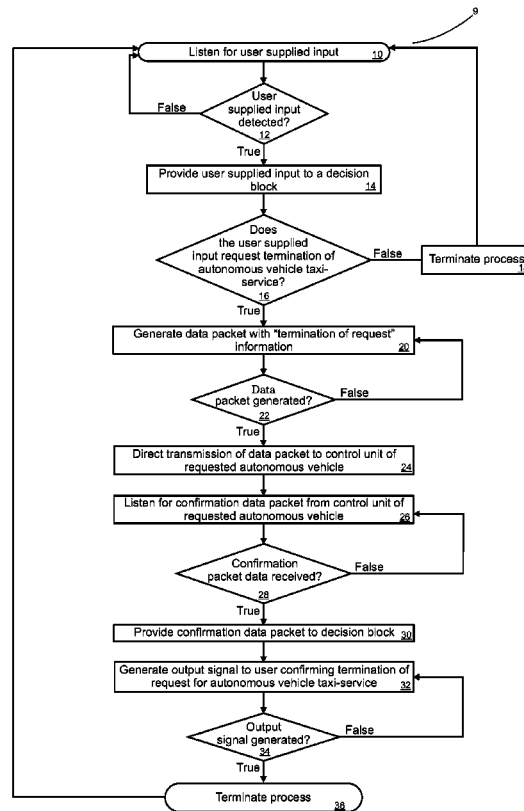 9
Listen for user supplied input
10
User
supplied input
detected?
12
False
True
Provide user supplied input to a decision
block
14
Does
the user supplied
input request termination of
autonomous vehicle taxi-
service?
16
False
Terminate process
True
Generate data packet with "termination of request"
information
20
Data
packet generated?
22
False
True
Direct transmission of data packet to control unit of
requested autonomous vehicle
24
Listen for confirmation data packet from control unit of
requested autonomous vehicle
26
Confirmation
packet data received?
28
False
True
Provide confirmation data packet to decision block
30
Generate output signal to user confirming termination of
request for autonomous vehicle taxi-service
32
Output
signal generated?
34
False
True
Terminate process
36